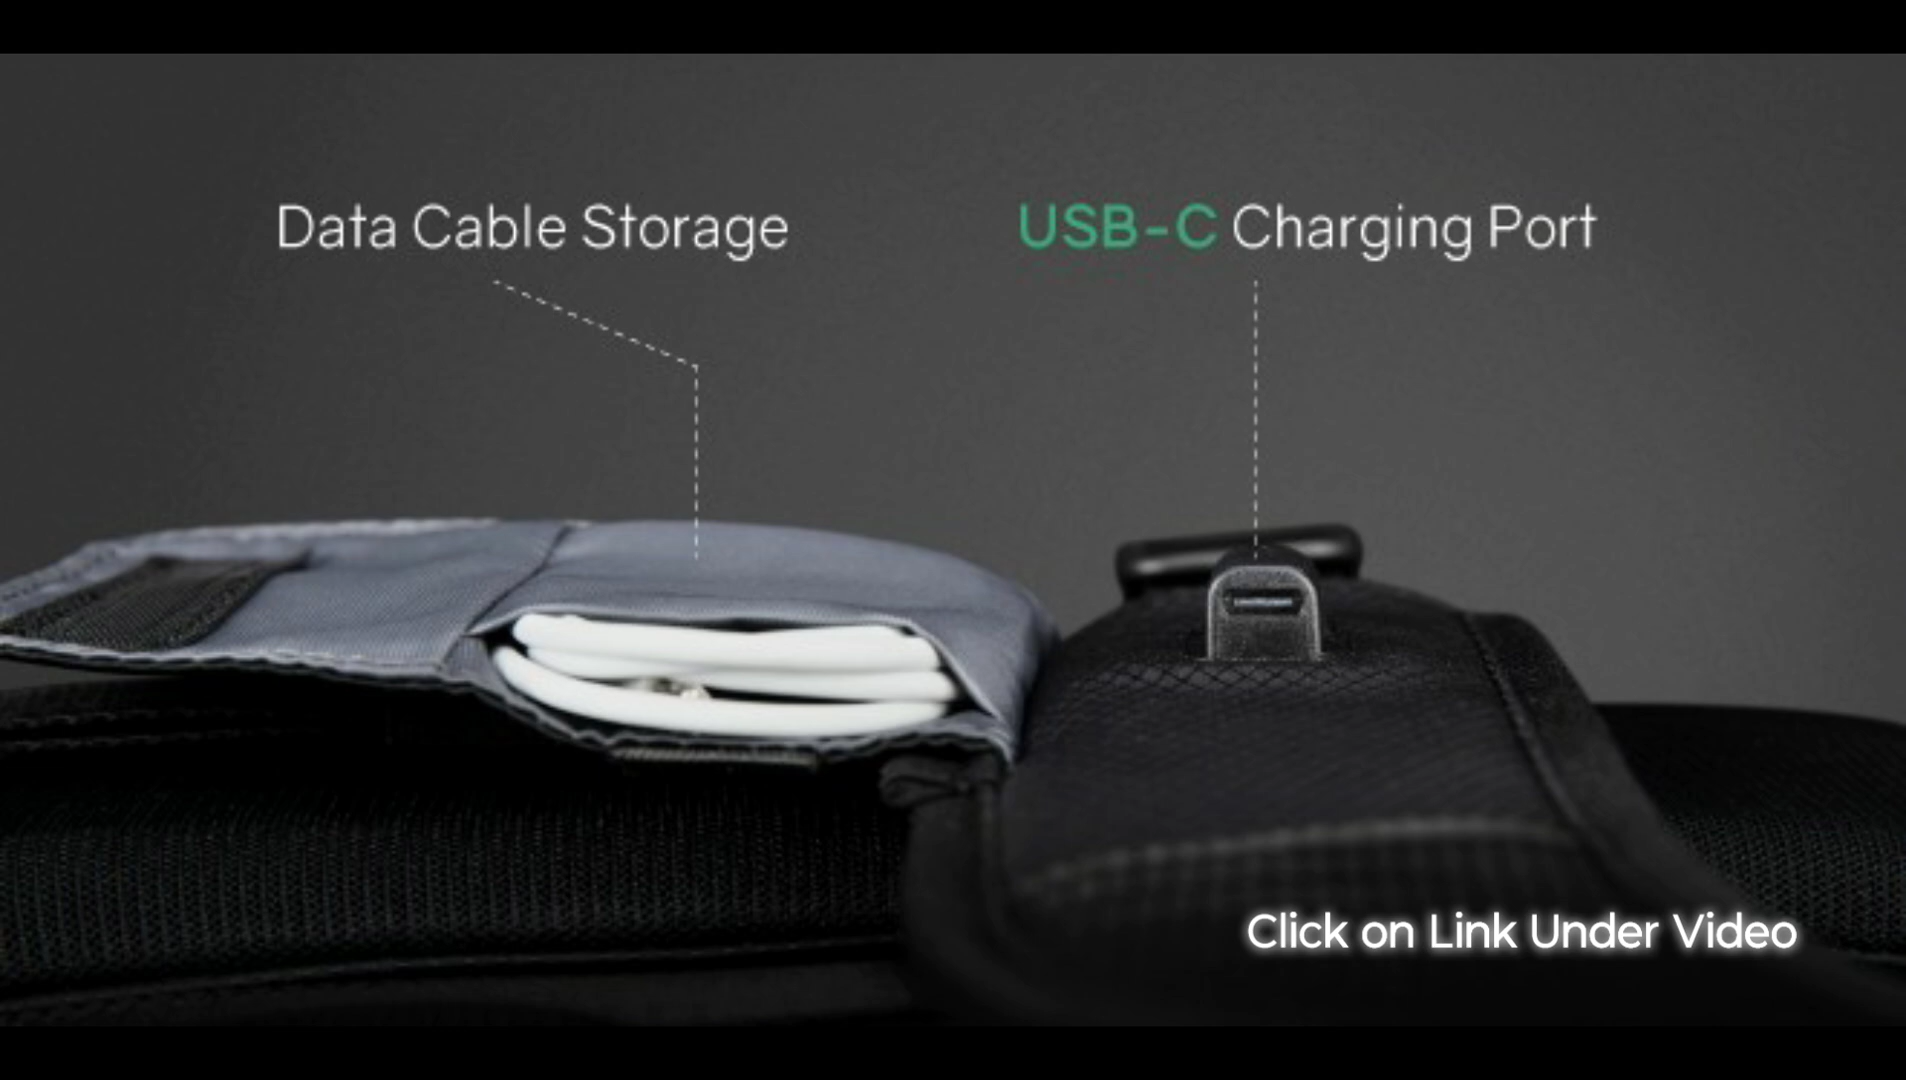 Data Cable Storage
USB-C Charging Port
Click on Link Under Video